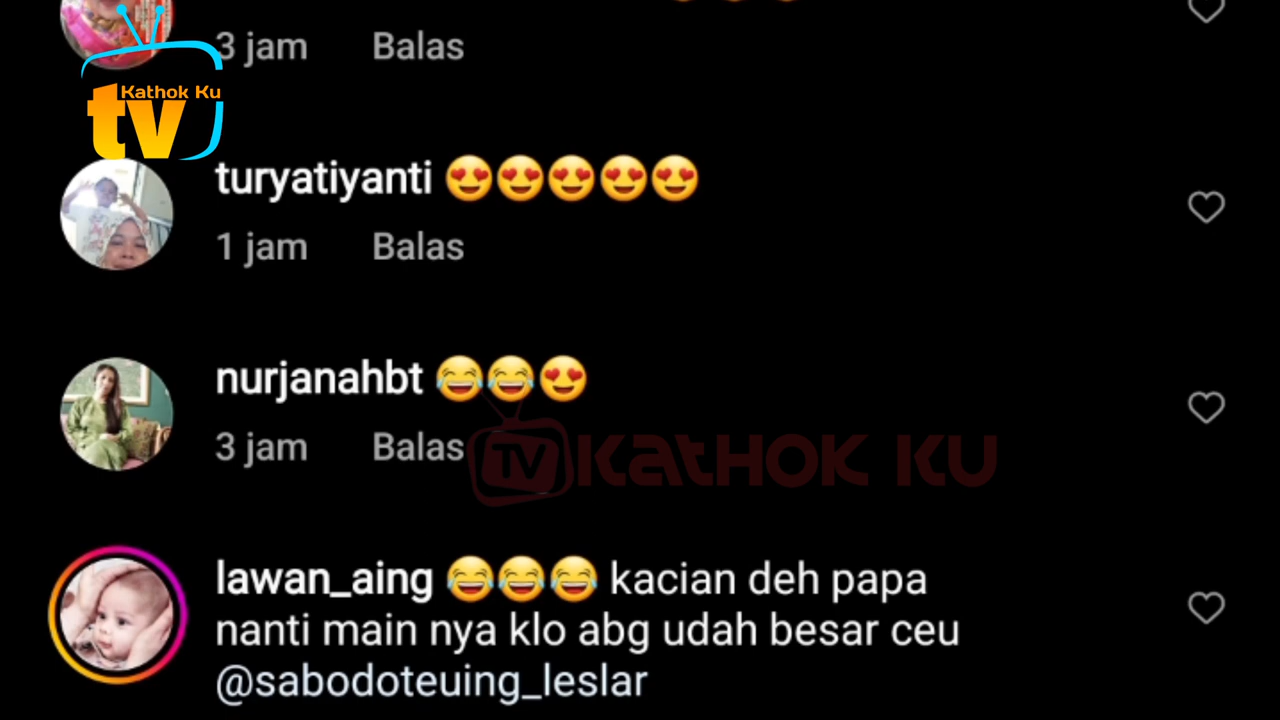 3 jam Balas
Kathok Ku
tv
turyatiyanti 😍😍😍😍😍
1 jam Balas
nurjanahbt 😂😂😍
3 jam Balas
TV KATHOK KU
lawan_aing 😂😂😂 kacian deh papa
nanti main nya klo abg udah besar ceu
@sabodoteuing_leslar